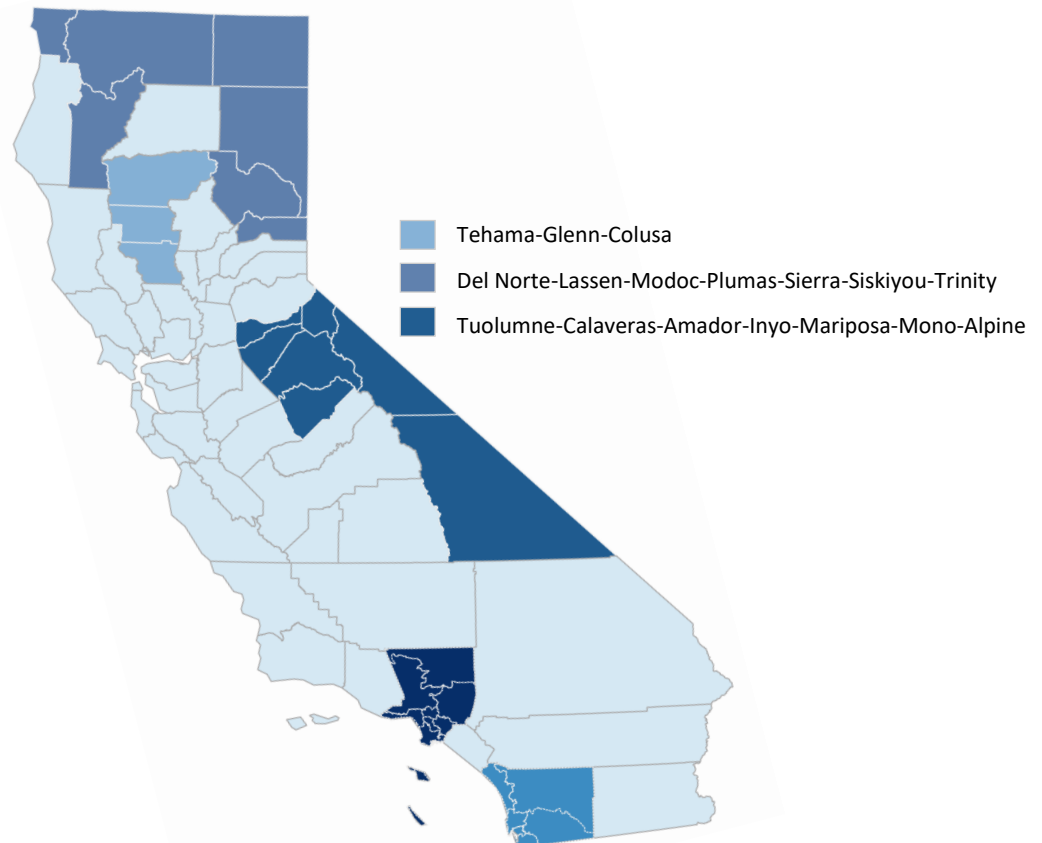 Tehama-Glenn-Colusa
Del Norte-Lassen-Modoc-Plumas-Sierra-Siskiyou-Trinity
Tuolumne-Calaveras-Amador-Inyo-Mariposa-Mono-Alpine